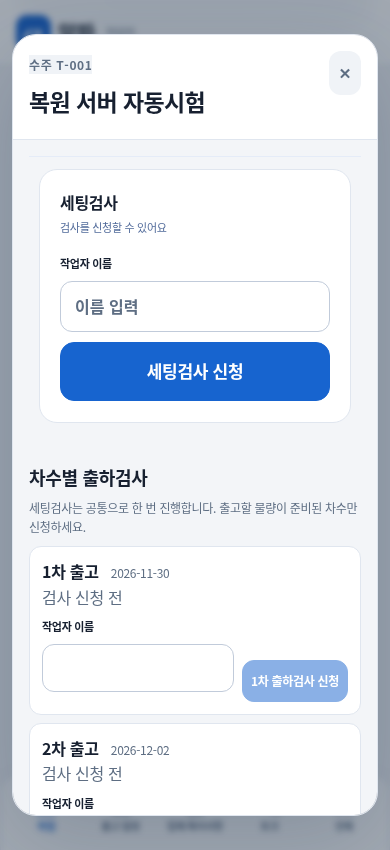 수주 T-001
복원 서버 자동시험
×
세팅검사
검사를 신청할 수 있어요
작업자 이름
이름 입력
세팅검사 신청
차수별 출하검사
세팅검사는 공통으로 한 번 진행합니다. 출고할 물량이 준비된 차수만
신청하세요.
1차 출고 2026-11-30
검사 신청 전
작업자 이름
1차 출하검사 신청
2차 출고 2026-12-02
검사 신청 전
작업자 이름